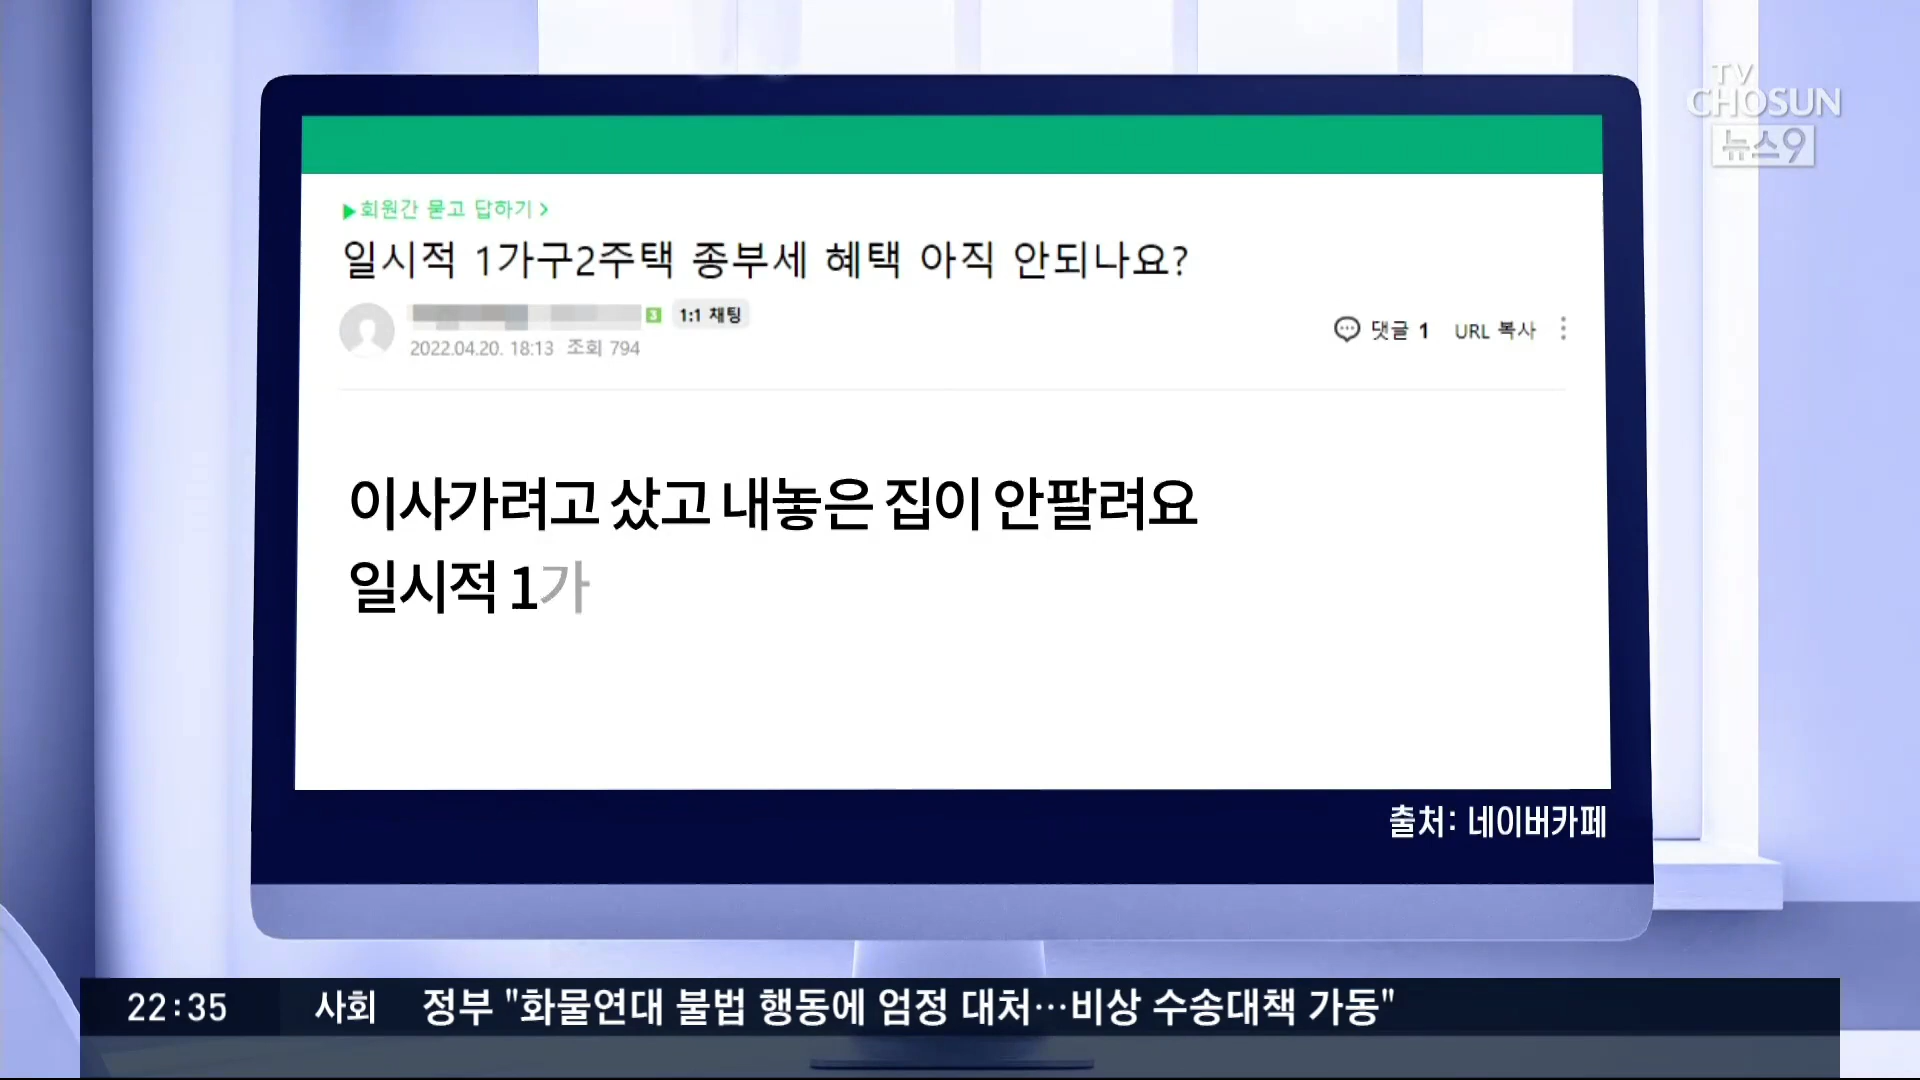 TV
CHOSUN
뉴스9
▶회원간 묻고 답하기 >
일시적 1가구2주택 종부세 혜택 아직 안되나요?
3 1:1 채팅
2022.04.20. 18:13 조회 794
댓글 1 URL 복사
이사가려고 샀고 내놓은 집이 안팔려요
일시적 1가
출처: 네이버카페
22:35 사회 정부 "화물연대 불법 행동에 엄정 대처…비상 수송대책 가동"